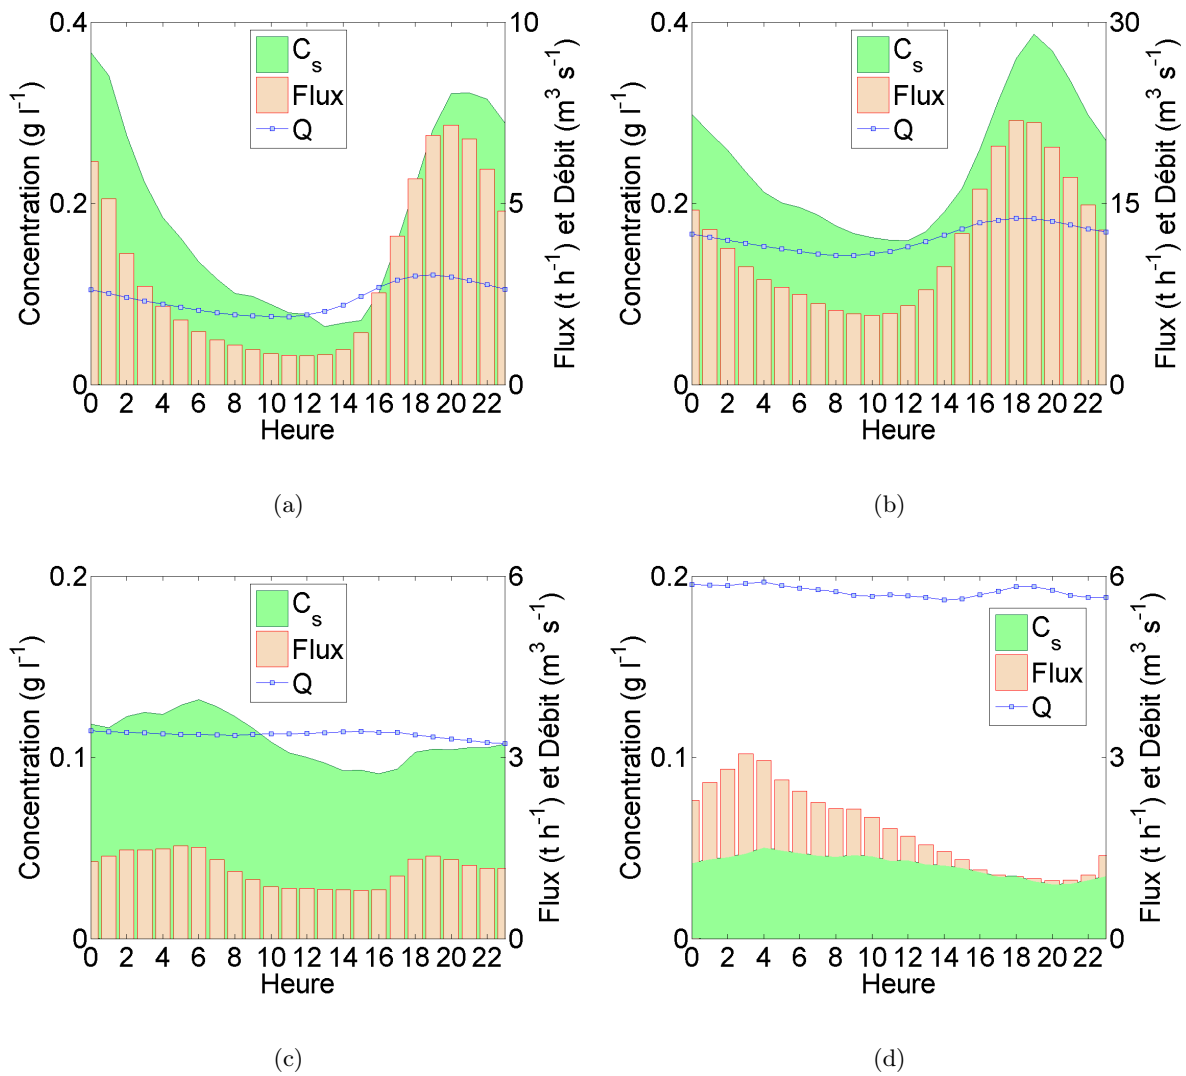 0.4
0.2
0
Concentration (g l⁻¹)
10
5
0
Flux (t h⁻¹) et Débit (m³ s⁻¹)
Cₛ
Flux
Q
0 2 4 6 8 10 12 14 16 18 20 22
Heure
(a)
0.4
0.2
0
Concentration (g l⁻¹)
30
15
0
Flux (t h⁻¹) et Débit (m³ s⁻¹)
Cₛ
Flux
Q
0 2 4 6 8 10 12 14 16 18 20 22
Heure
(b)
0.2
0.1
0
Concentration (g l⁻¹)
6
3
0
Flux (t h⁻¹) et Débit (m³ s⁻¹)
Cₛ
Flux
Q
0 2 4 6 8 10 12 14 16 18 20 22
Heure
(c)
0.2
0.1
0
Concentration (g l⁻¹)
6
3
0
Flux (t h⁻¹) et Débit (m³ s⁻¹)
Cₛ
Flux
Q
0 2 4 6 8 10 12 14 16 18 20 22
Heure
(d)